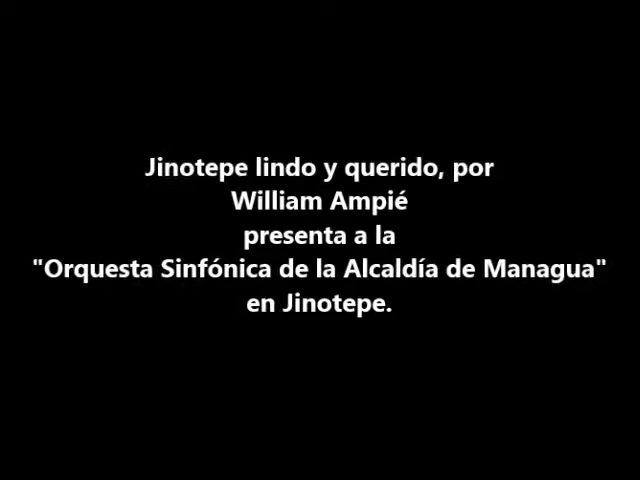 Jinotepe lindo y querido, por
William Ampié
presenta a la
"Orquesta Sinfónica de la Alcaldía de Managua"
en Jinotepe.